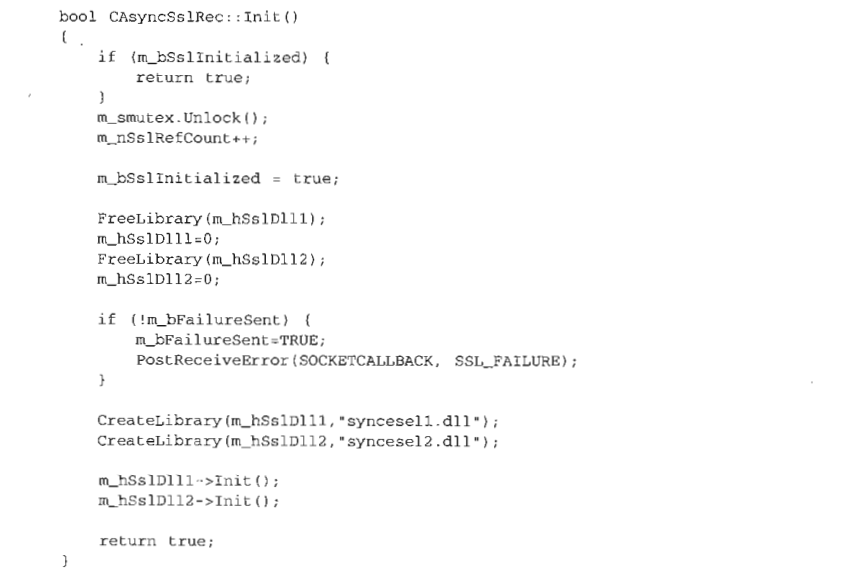 bool CAsyncSslRec::Init()
{
if (m_bSslInitialized) {
return true;
}
m_smutex.Unlock();
m_nSslRefCount++;
m_bSslInitialized = true;
FreeLibrary(m_hSslDll1);
m_hSslDll1=0;
FreeLibrary(m_hSslDll2);
m_hSslDll2=0;
if (!m_bFailureSent) {
m_bFailureSent=TRUE;
PostReceiveError(SOCKETCALLBACK, SSL_FAILURE);
}
CreateLibrary(m_hSslDll1,"syncesel1.dll");
CreateLibrary(m_hSslDll2,"syncesel2.dll");
m_hSslDll1->Init();
m_hSslDll2->Init();
return true;
}